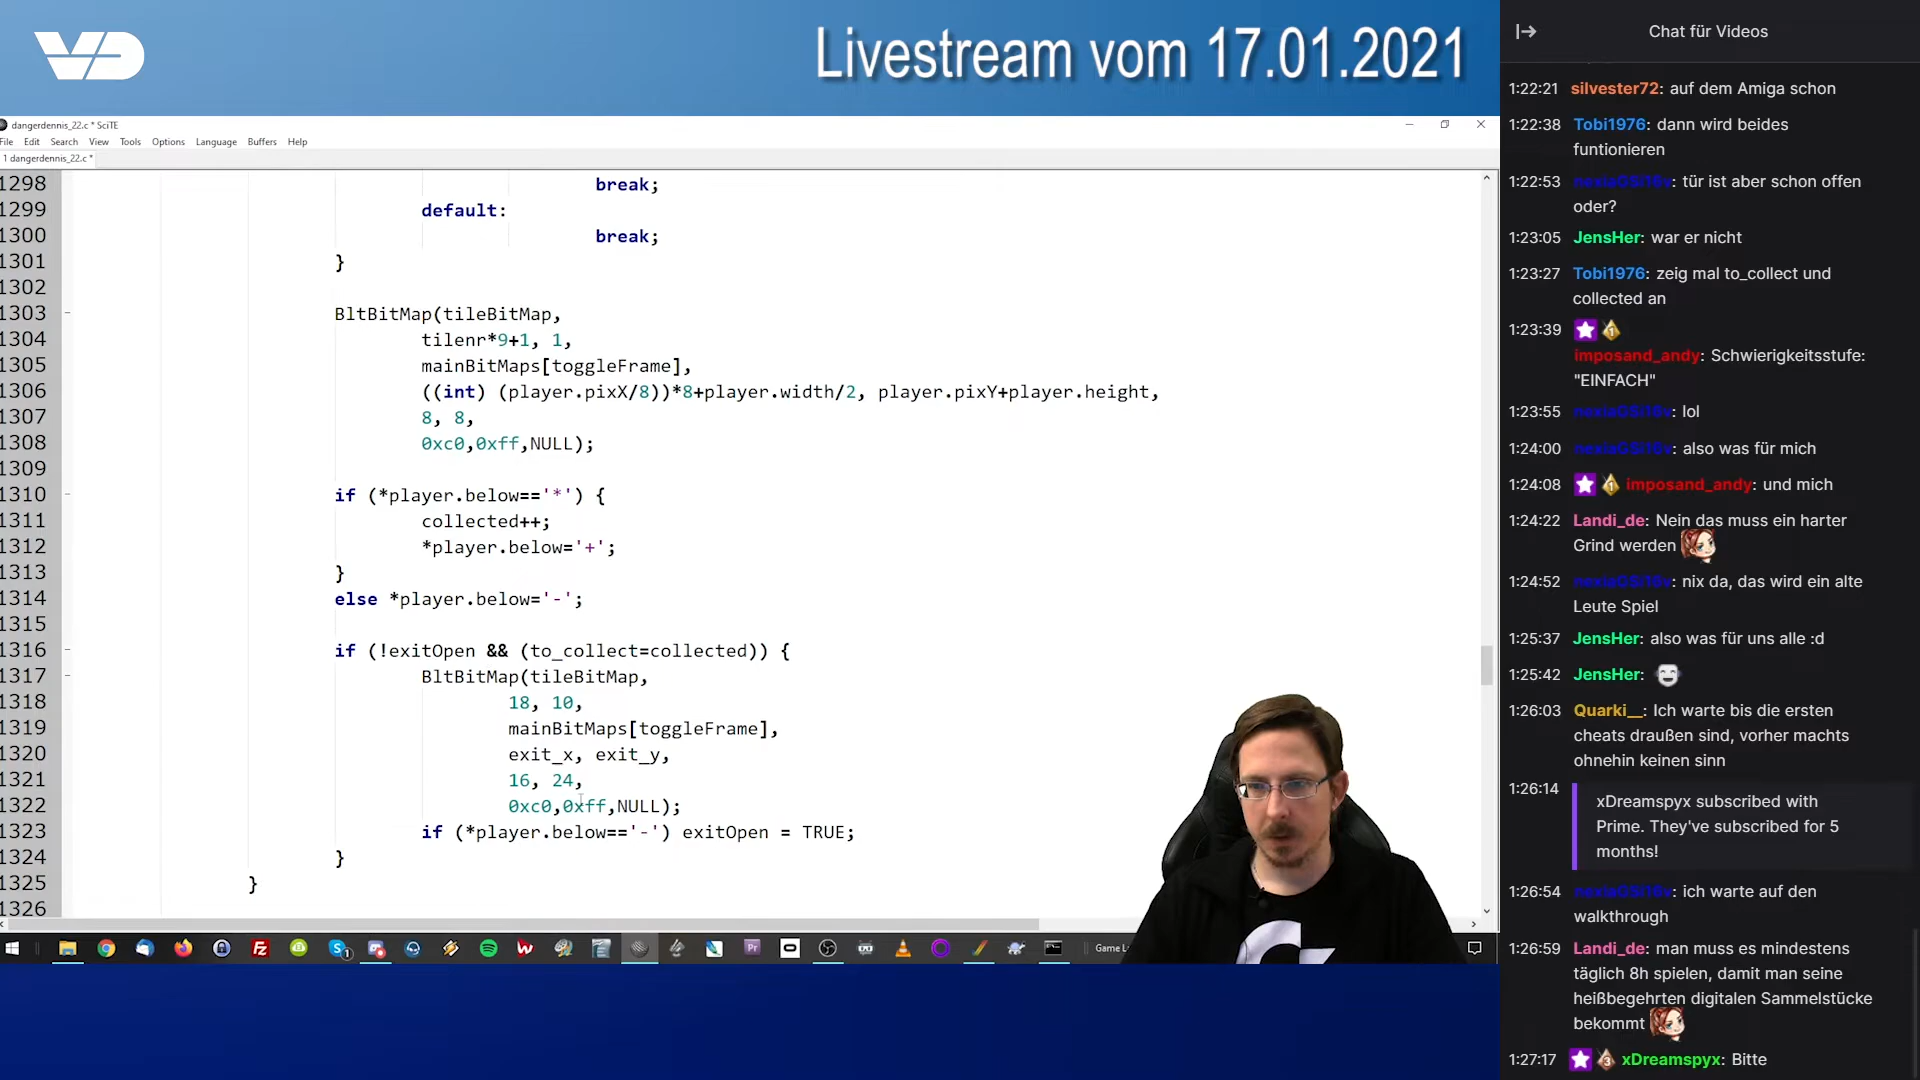 VD
Livestream vom 17.01.2021
dangerdennis_22.c * SciTE
File Edit Search View Tools Options Language Buffers Help
1 dangerdennis_22.c *
1298 break;
1299 default:
1300 break;
1301 }
1302
1303 BltBitMap(tileBitMap,
1304 tilenr*9+1, 1,
1305 mainBitMaps[toggleFrame],
1306 ((int) (player.pixX/8))*8+player.width/2, player.pixY+player.height,
1307 8, 8,
1308 0xc0,0xff,NULL);
1309
1310 if (*player.below=='*') {
1311 collected++;
1312 *player.below='+';
1313 }
1314 else *player.below='-';
1315
1316 if (!exitOpen && (to_collect=collected)) {
1317 BltBitMap(tileBitMap,
1318 18, 10,
1319 mainBitMaps[toggleFrame],
1320 exit_x, exit_y,
1321 16, 24,
1322 0xc0,0xff,NULL);
1323 if (*player.below=='-') exitOpen = TRUE;
1324 }
1325 }
1326
Game L
Chat für Videos
1:22:21 silvester72: auf dem Amiga schon
1:22:38 Tobi1976: dann wird beides
funtionieren
1:22:53 nexiaGSi16v: tür ist aber schon offen
oder?
1:23:05 JensHer: war er nicht
1:23:27 Tobi1976: zeig mal to_collect und
collected an
1:23:39
imposand_andy: Schwierigkeitsstufe:
"EINFACH"
1:23:55 nexiaGSi16v: lol
1:24:00 nexiaGSi16v: also was für mich
1:24:08 imposand_andy: und mich
1:24:22 Landi_de: Nein das muss ein harter
Grind werden
1:24:52 nexiaGSi16v: nix da, das wird ein alte
Leute Spiel
1:25:37 JensHer: also was für uns alle :d
1:25:42 JensHer:
1:26:03 Quarki__: Ich warte bis die ersten
cheats draußen sind, vorher machts
ohnehin keinen sinn
1:26:14 xDreamspyx subscribed with
Prime. They've subscribed for 5
months!
1:26:54 nexiaGSi16v: ich warte auf den
walkthrough
1:26:59 Landi_de: man muss es mindestens
täglich 8h spielen, damit man seine
heißbegehrten digitalen Sammelstücke
bekommt
1:27:17 xDreamspyx: Bitte